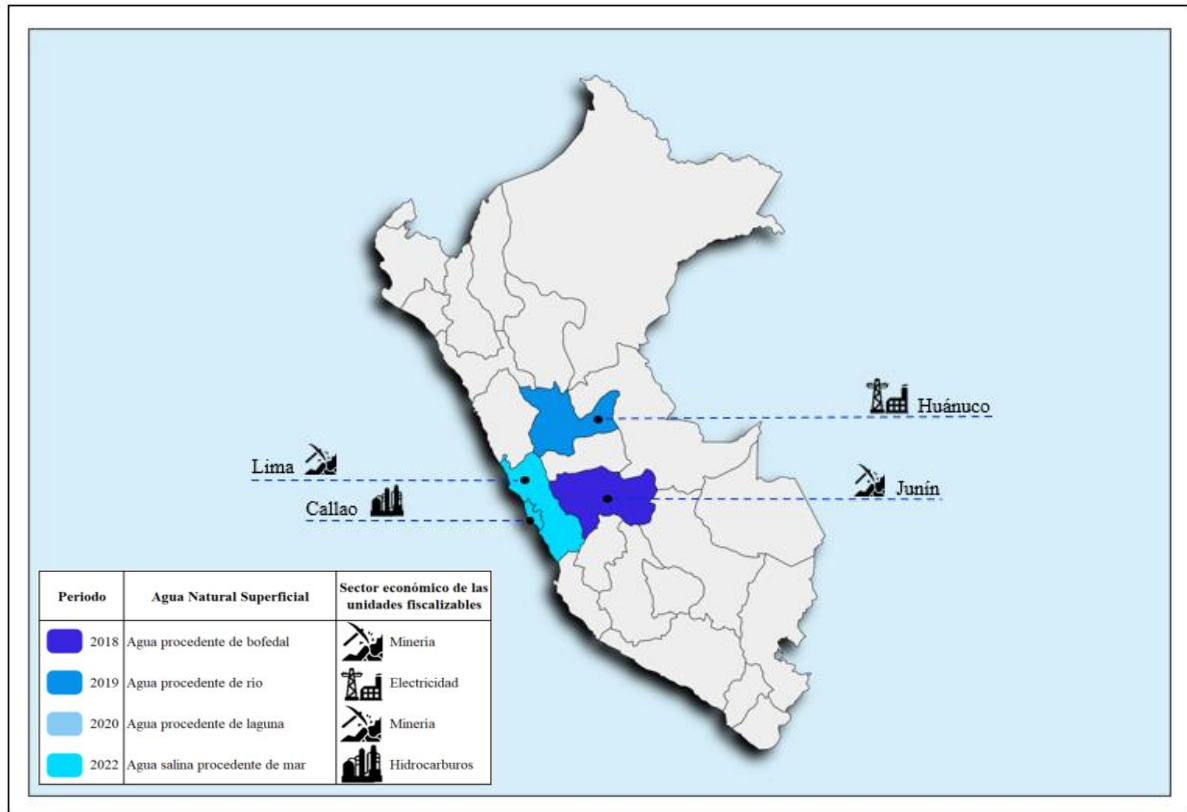 Huánuco
Lima
Junín
Callao
Periodo Agua Natural Superficial Sector económico de las
unidades fiscalizables
2018 Agua procedente de bofedal Minería
2019 Agua procedente de rio Electricidad
2020 Agua procedente de laguna Minería
2022 Agua salina procedente de mar Hidrocarburos